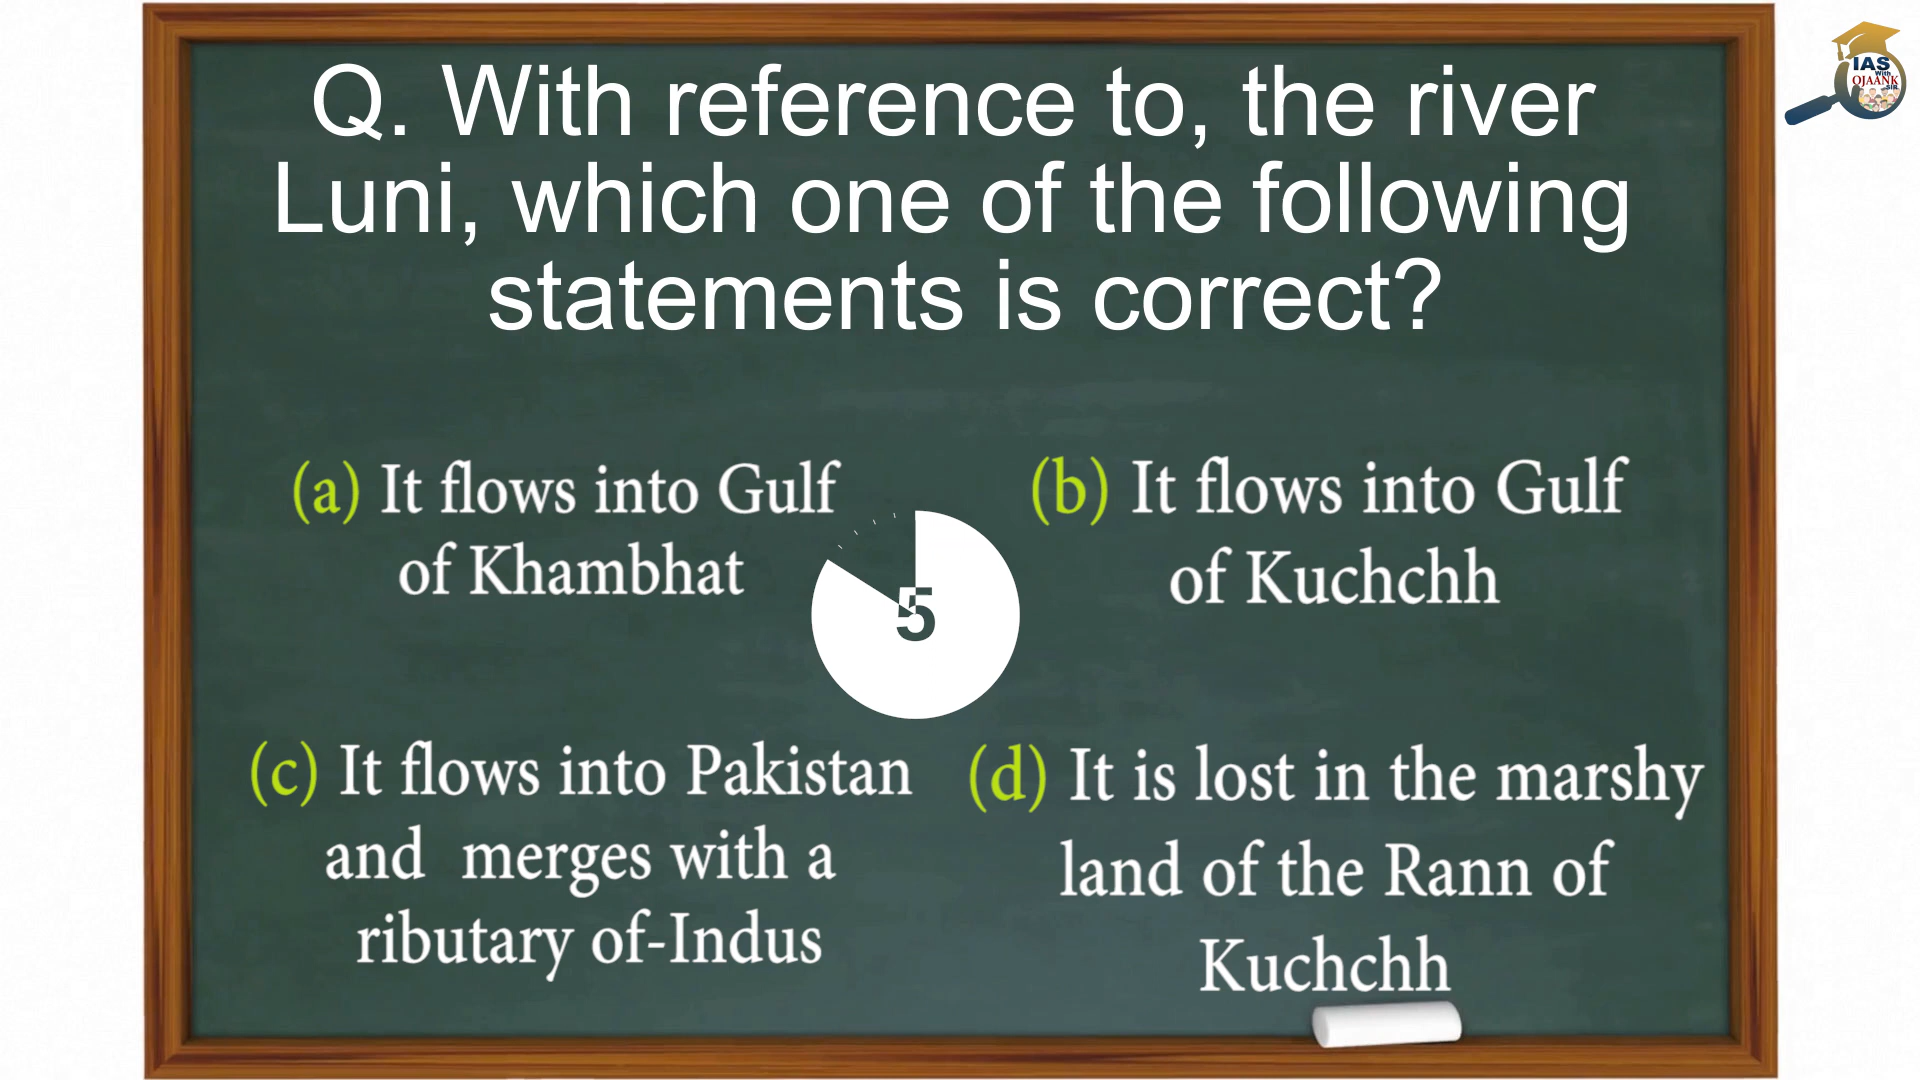 Q. With reference to, the river
Luni, which one of the following
statements is correct?
(a) It flows into Gulf
of Khambhat
(b) It flows into Gulf
of Kuchchh
5
(c) It flows into Pakistan
and merges with a
ributary of-Indus
(d) It is lost in the marshy
land of the Rann of
Kuchchh
IAS
With
OJAANK
SIR